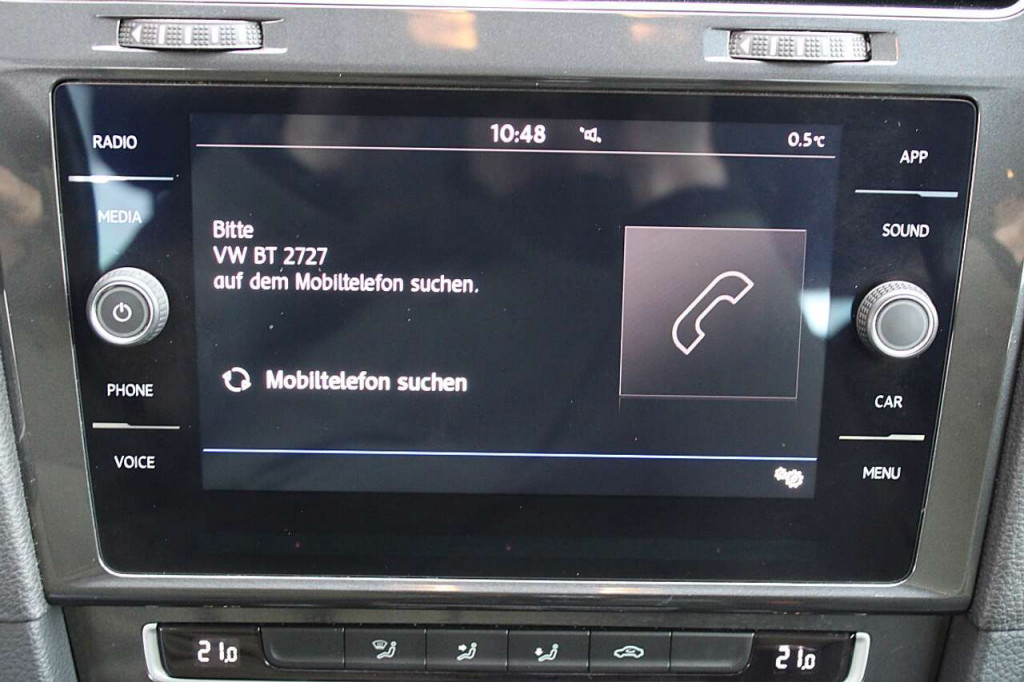 10:48
0.5°C
RADIO
MEDIA
PHONE
VOICE
Bitte
VW BT 2727
auf dem Mobiltelefon suchen.
Mobiltelefon suchen
APP
SOUND
CAR
MENU
21.0
21.0